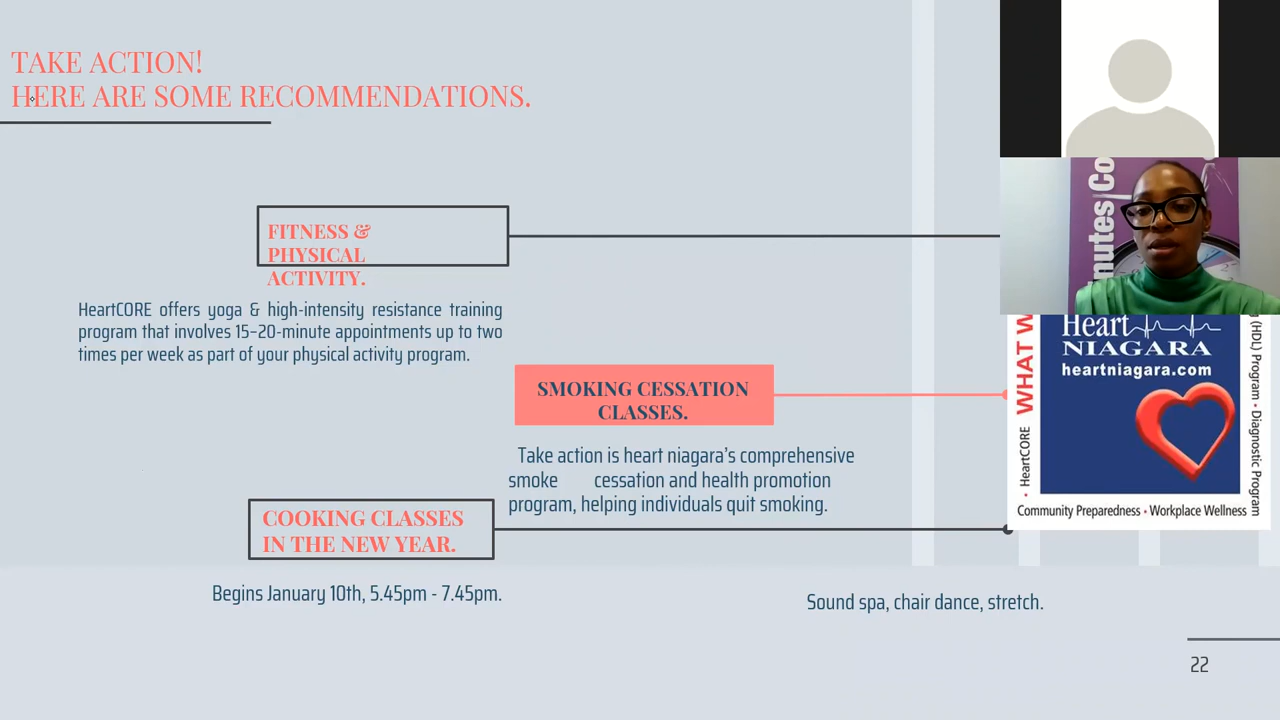 TAKE ACTION!
HERE ARE SOME RECOMMENDATIONS.
FITNESS &
PHYSICAL
ACTIVITY.
HeartCORE offers yoga & high-intensity resistance training
program that involves 15-20-minute appointments up to two
times per week as part of your physical activity program.
SMOKING CESSATION
CLASSES.
Take action is heart niagara's comprehensive
smoke cessation and health promotion
program, helping individuals quit smoking.
COOKING CLASSES
IN THE NEW YEAR.
Begins January 10th, 5.45pm - 7.45pm.
Sound spa, chair dance, stretch.
nutes Co
WHAT W
Heart
NIAGARA
heartniagara.com
• HeartCORE
(HDL) Program • Diagnostic Program
Community Preparedness • Workplace Wellness
22